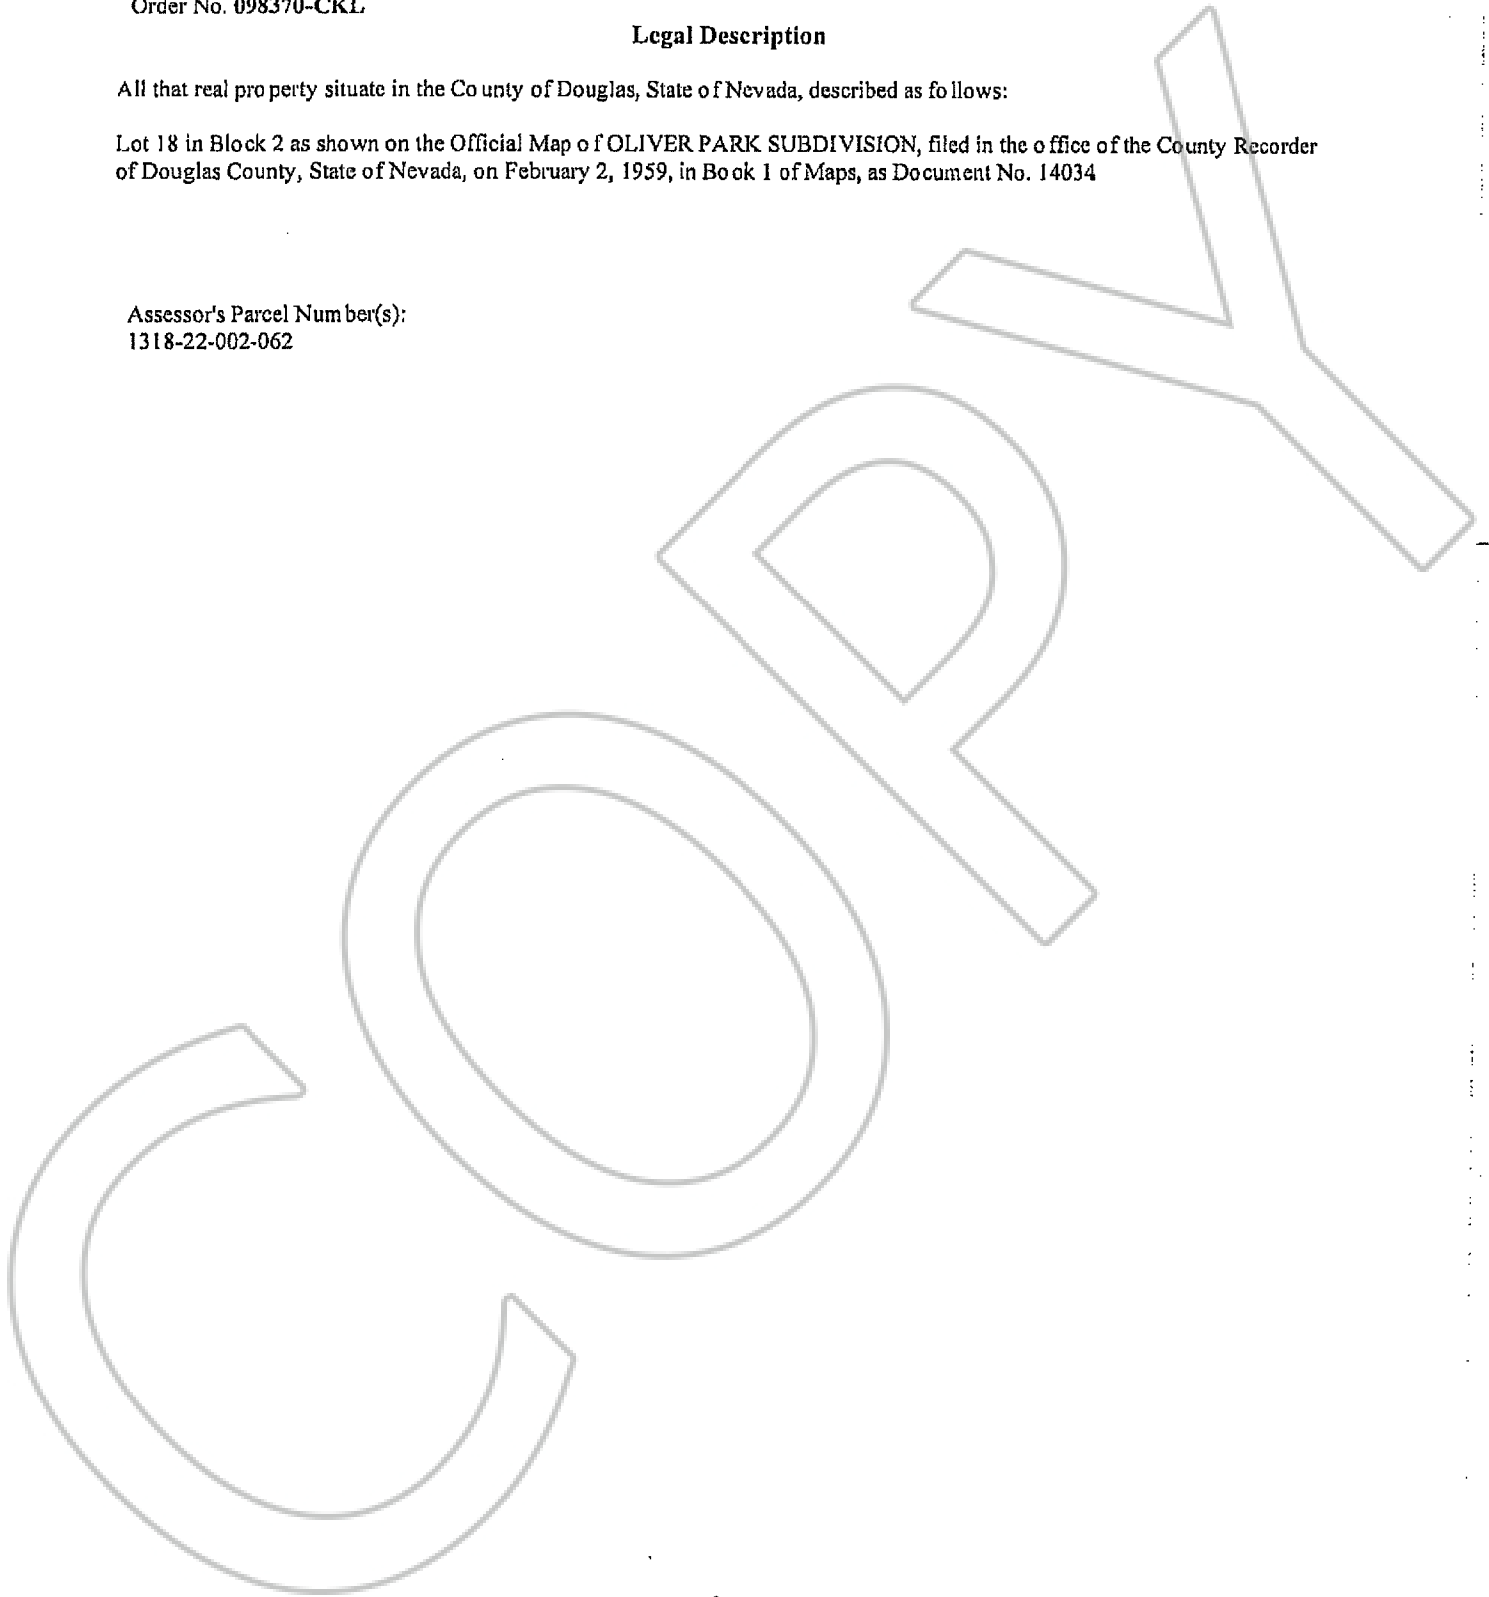 Order No. 098370-CKL
Legal Description
All that real property situate in the County of Douglas, State of Nevada, described as follows:
Lot 18 in Block 2 as shown on the Official Map of OLIVER PARK SUBDIVISION, filed in the office of the County Recorder
of Douglas County, State of Nevada, on February 2, 1959, in Book 1 of Maps, as Document No. 14034
Assessor's Parcel Number(s):
1318-22-002-062
COPY